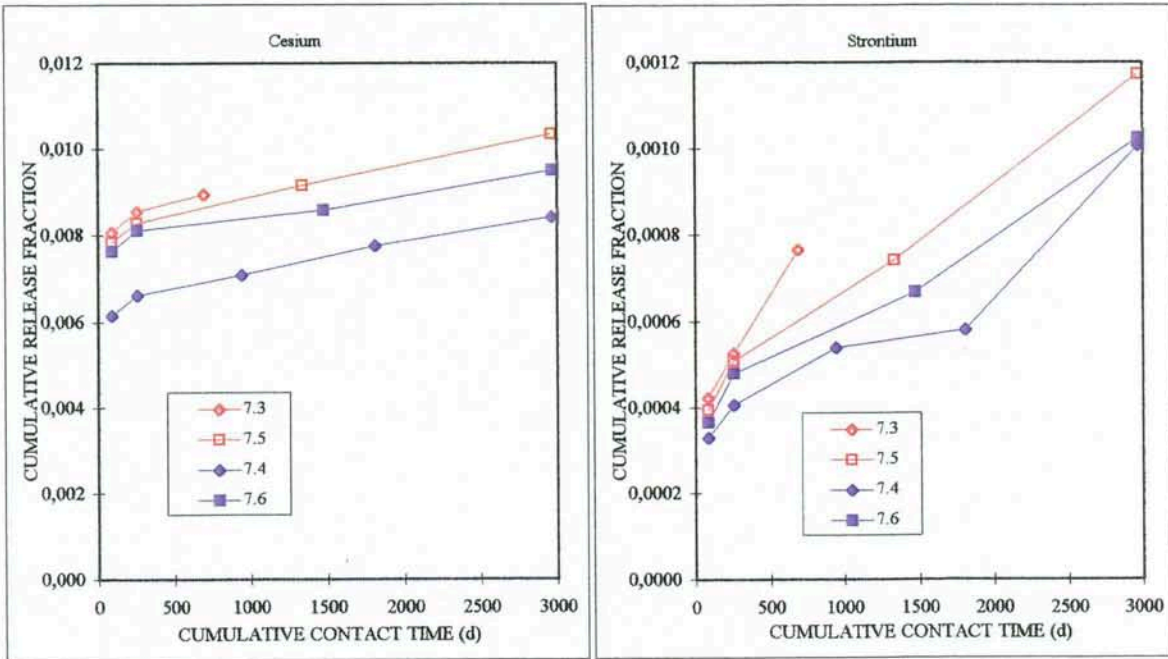 Cesium
0,012
0,010
0,008
0,006
0,004
0,002
0,000
CUMULATIVE RELEASE FRACTION
7.3
7.5
7.4
7.6
0 500 1000 1500 2000 2500 3000
CUMULATIVE CONTACT TIME (d)
Strontium
0,0012
0,0010
0,0008
0,0006
0,0004
0,0002
0,0000
CUMULATIVE RELEASE FRACTION
7.3
7.5
7.4
7.6
0 500 1000 1500 2000 2500 3000
CUMULATIVE CONTACT TIME (d)